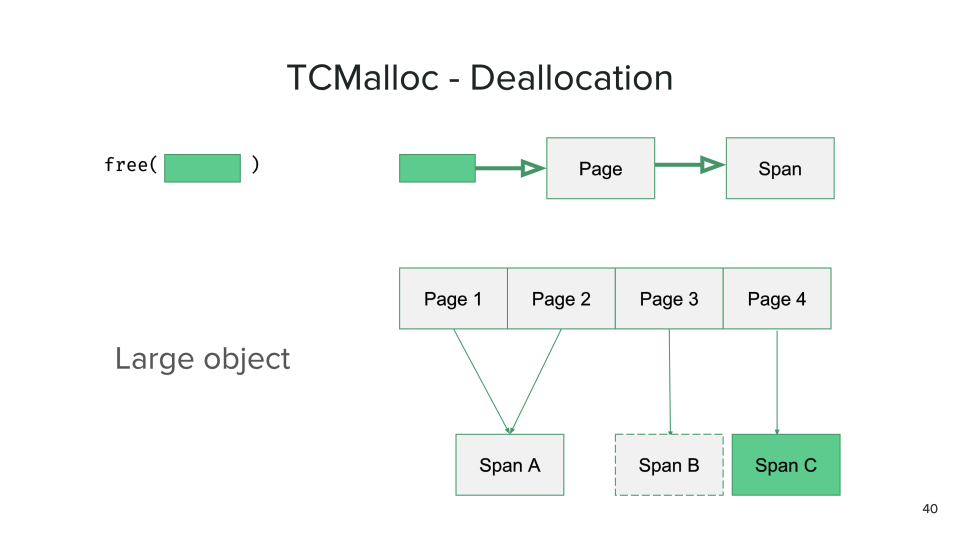 TCMalloc - Deallocation
free( )
Page
Span
Page 1
Page 2
Page 3
Page 4
Large object
Span A
Span B
Span C
40